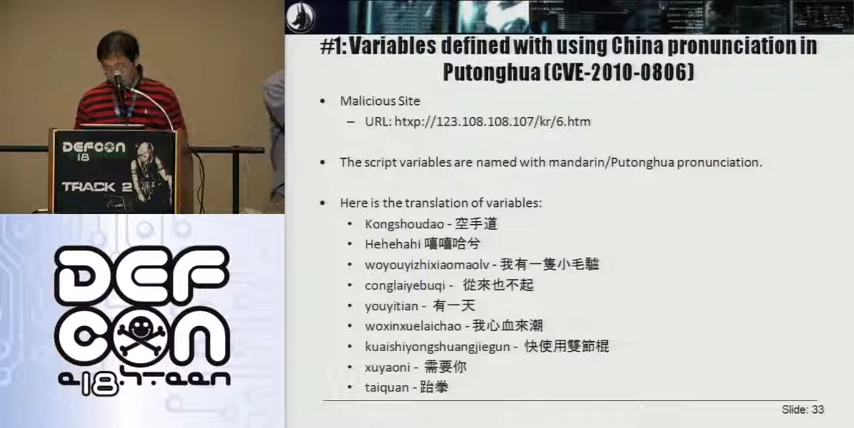 #1: Variables defined with using China pronunciation in
Putonghua (CVE-2010-0806)
• Malicious Site
– URL: htxp://123.108.108.107/kr/6.htm
• The script variables are named with mandarin/Putonghua pronunciation.
• Here is the translation of variables:
• Kongshoudao - 空手道
• Hehehahi 嘻嘻哈兮
• woyouyizhixiaomaolv - 我有一隻小毛驢
• conglaiyebuqi - 從來也不起
• youyitian - 有一天
• woxinxuelaichao - 我心血來潮
• kuaishiyongshuangjiegun - 快使用雙節棍
• xuyaoni - 需要你
• taiquan - 跆拳
Slide: 33
DEFCON
18
TRACK 2
DEF
CON
e18hteen